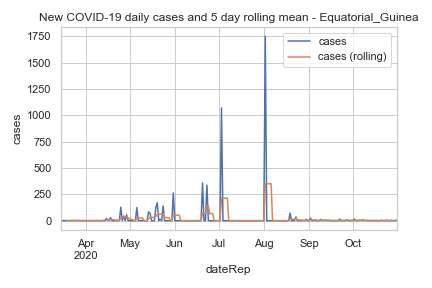 New COVID-19 daily cases and 5 day rolling mean - Equatorial_Guinea
cases
cases (rolling)
1750
1500
1250
1000
750
500
250
0
cases
Apr May Jun Jul Aug Sep Oct
2020
dateRep